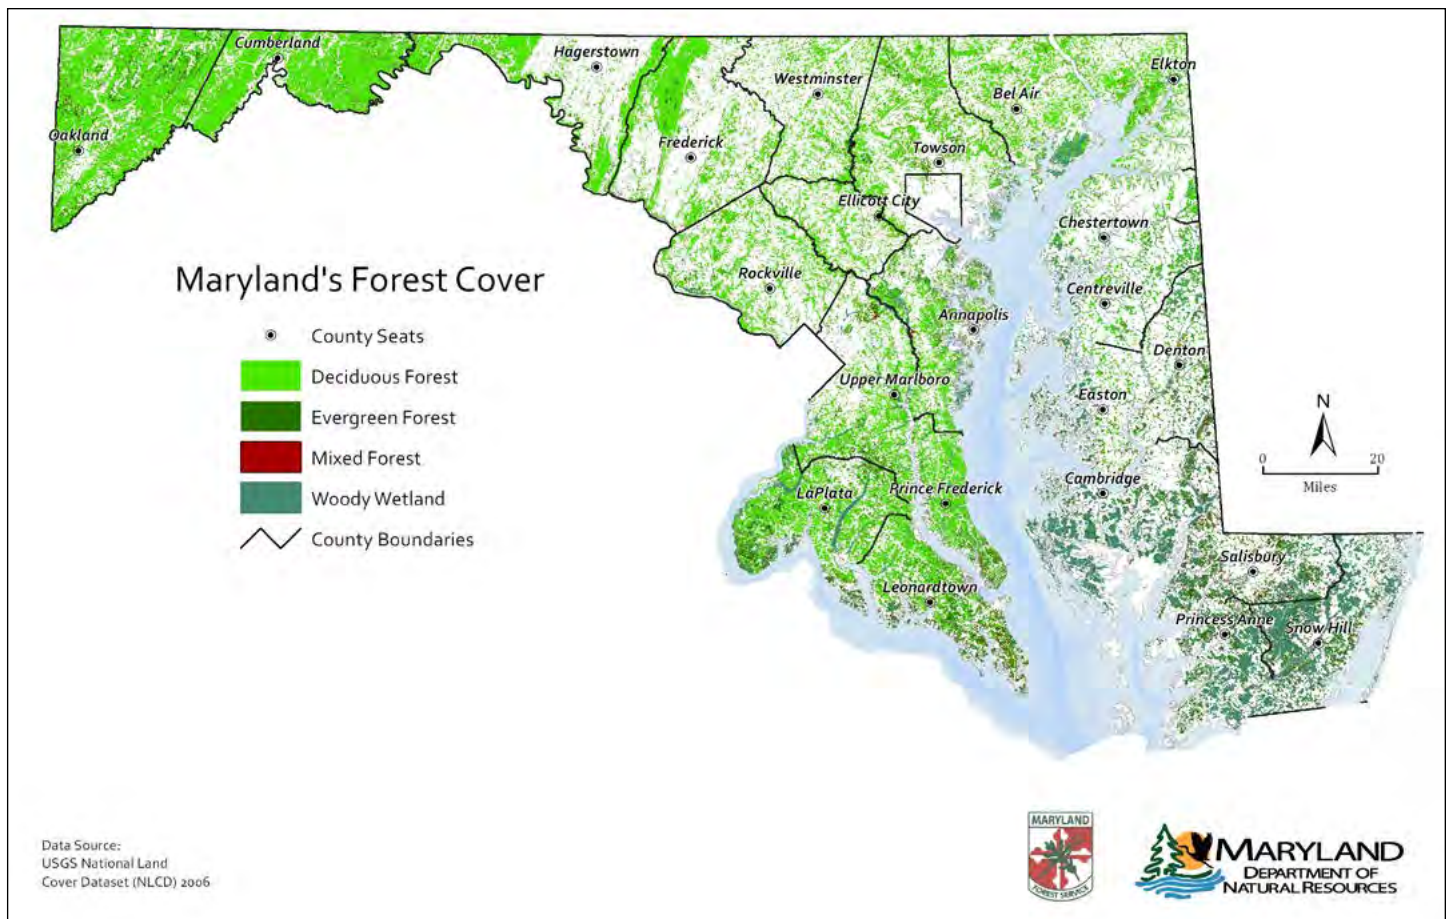 Cumberland
Hagerstown
Westminster
Elkton
Bel Air
Oakland
Frederick
Towson
Ellicott City
Chestertown
Rockville
Centreville
Annapolis
Denton
Upper Marlboro
Easton
LaPlata
Prince Frederick
Cambridge
Salisbury
Leonardtown
Princess Anne
Snow Hill
Maryland's Forest Cover
County Seats
Deciduous Forest
Evergreen Forest
Mixed Forest
Woody Wetland
County Boundaries
N
0 20
Miles
Data Source:
USGS National Land
Cover Dataset (NLCD) 2006
MARYLAND
FOREST SERVICE
MARYLAND
DEPARTMENT OF
NATURAL RESOURCES